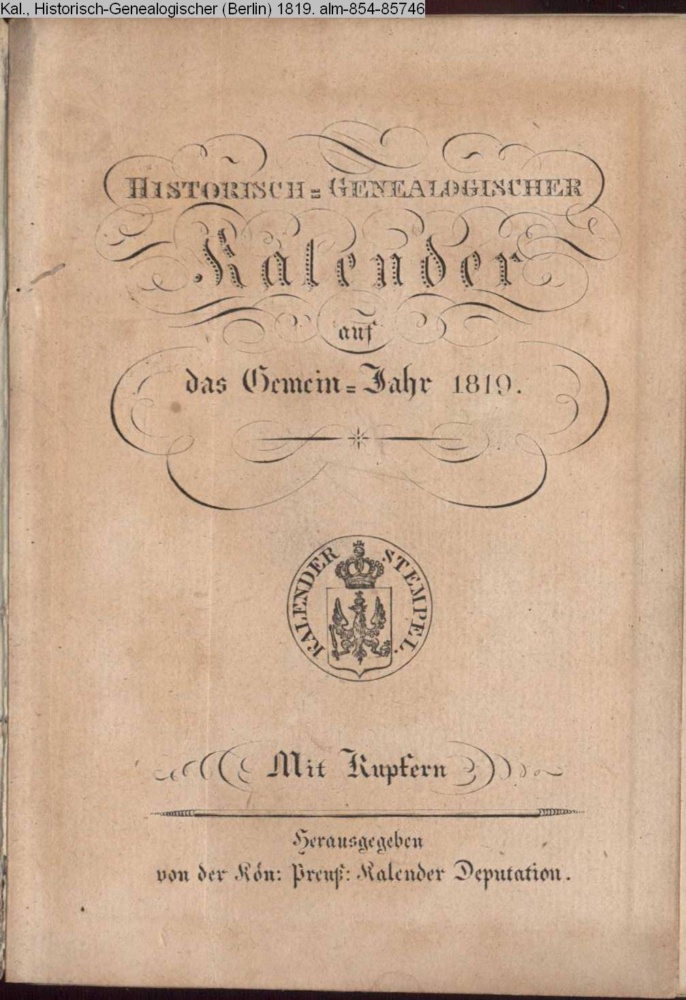 Kal., Historisch-Genealogischer (Berlin) 1819. alm-854-85746
HISTORISCH = GENEALOGISCHER
Kalender
auf
das Gemein = Jahr 1819.
KALENDER STEMPEL.
Mit Kupfern
Herausgegeben
von der Kön: Preuß: Kalender Deputation.